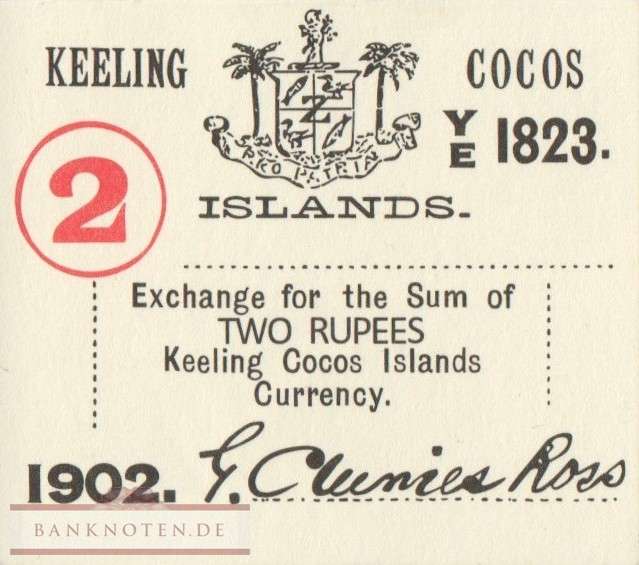 KEELING COCOS
Z
PRO PATRIA
YE 1823.
2
ISLANDS.
Exchange for the Sum of
TWO RUPEES
Keeling Cocos Islands
Currency.
1902. G. Clunies Ross
BANKNOTEN.DE